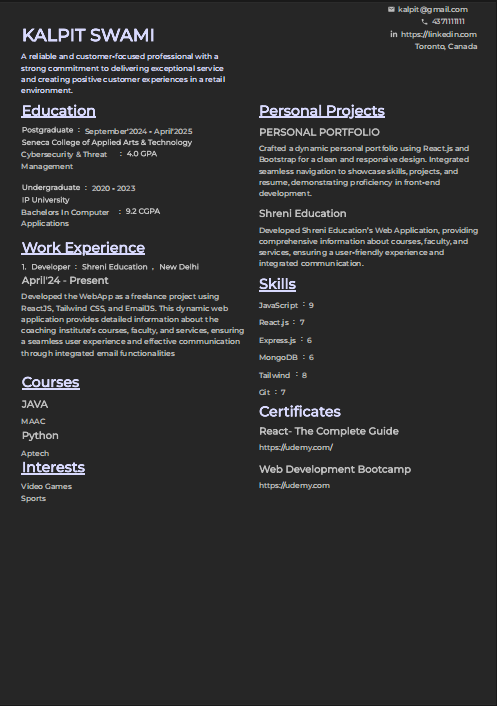 kalpit@gmail.com
4371111111
in https://linkedin.com
Toronto, Canada
KALPIT SWAMI
A reliable and customer-focused professional with a
strong commitment to delivering exceptional service
and creating positive customer experiences in a retail
environment.
Education
Postgraduate : September'2024 - April'2025
Seneca College of Applied Arts & Technology
Cybersecurity & Threat : 4.0 GPA
Management
Undergraduate : 2020 - 2023
IP University
Bachelors In Computer : 9.2 CGPA
Applications
Work Experience
1. Developer : Shreni Education , New Delhi
April'24 - Present
Developed the WebApp as a freelance project using
ReactJS, Tailwind CSS, and EmailJS. This dynamic web
application provides detailed information about the
coaching institute's courses, faculty, and services, ensuring
a seamless user experience and effective communication
through integrated email functionalities
Courses
JAVA
MAAC
Python
Aptech
Interests
Video Games
Sports
Personal Projects
PERSONAL PORTFOLIO
Crafted a dynamic personal portfolio using React.js and
Bootstrap for a clean and responsive design. Integrated
seamless navigation to showcase skills, projects, and
resume, demonstrating proficiency in front-end
development.
Shreni Education
Developed Shreni Education's Web Application, providing
comprehensive information about courses, faculty, and
services, ensuring a user-friendly experience and
integrated communication.
Skills
JavaScript : 9
React.js : 7
Express.js : 6
MongoDB : 6
Tailwind : 8
Git : 7
Certificates
React- The Complete Guide
https://udemy.com/
Web Development Bootcamp
https://udemy.com